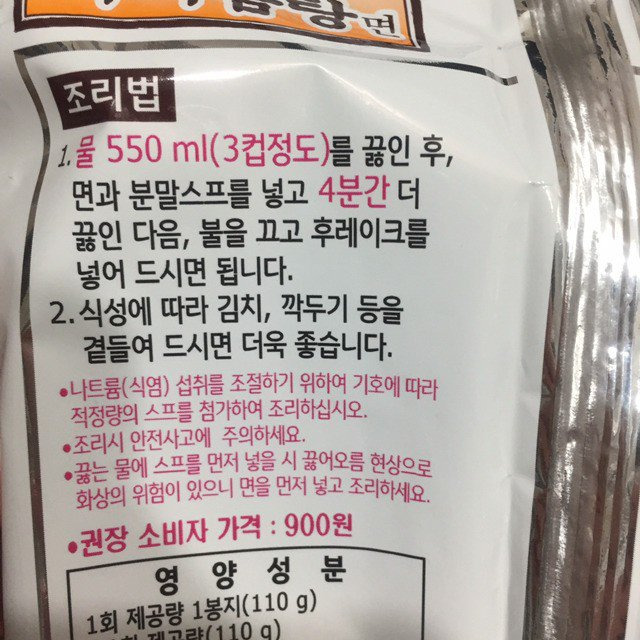 면
조리법
1.물 550 ml(3컵정도)를 끓인 후,
면과 분말스프를 넣고 4분간 더
끓인 다음, 불을 끄고 후레이크를
넣어 드시면 됩니다.
2. 식성에 따라 김치, 깍두기 등을
곁들여 드시면 더욱 좋습니다.
•나트륨(식염) 섭취를 조절하기 위하여 기호에 따라
적정량의 스프를 첨가하여 조리하십시오.
•조리시 안전사고에 주의하세요.
•끓는 물에 스프를 먼저 넣을 시 끓어오름 현상으로
화상의 위험이 있으니 면을 먼저 넣고 조리하세요.
•권장 소비자 가격 : 900원
영 양 성 분
1회 제공량 1봉지(110 g)
제공량(110 g)